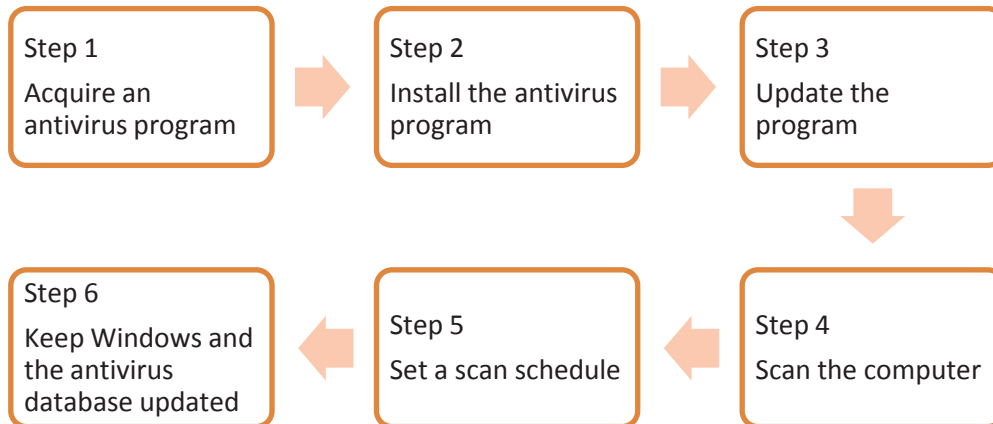 Step 1
Acquire an
antivirus program
Step 2
Install the antivirus
program
Step 3
Update the
program
Step 4
Scan the computer
Step 5
Set a scan schedule
Step 6
Keep Windows and
the antivirus
database updated